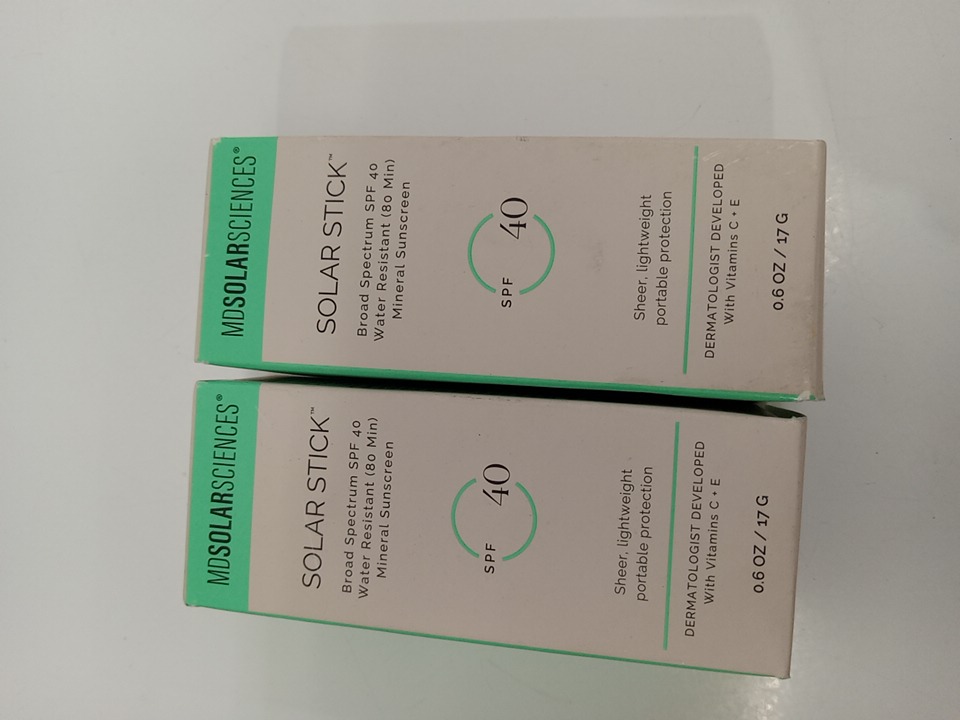 MDSOLARSCIENCES®
SOLAR STICK™
Broad Spectrum SPF 40
Water Resistant (80 Min)
Mineral Sunscreen
SPF 40
Sheer, lightweight
portable protection
DERMATOLOGIST DEVELOPED
With Vitamins C + E
0.6 OZ / 17 G
MDSOLARSCIENCES®
SOLAR STICK™
Broad Spectrum SPF 40
Water Resistant (80 Min)
Mineral Sunscreen
SPF 40
Sheer, lightweight
portable protection
DERMATOLOGIST DEVELOPED
With Vitamins C + E
0.6 OZ / 17 G